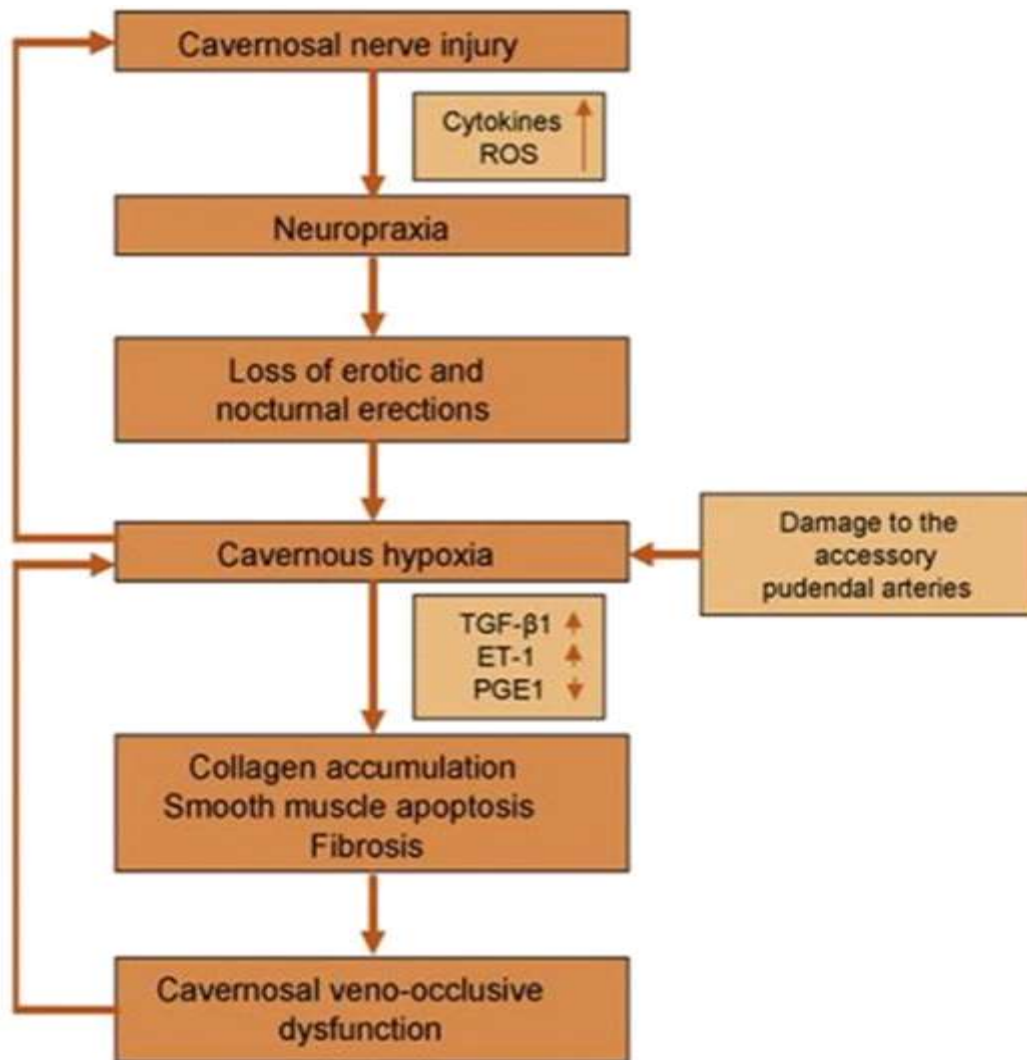 Cavernosal nerve injury
Cytokines
ROS
Neuropraxia
Loss of erotic and
nocturnal erections
Cavernous hypoxia
Damage to the
accessory
pudendal arteries
TGF-β1
ET-1
PGE1
Collagen accumulation
Smooth muscle apoptosis
Fibrosis
Cavernosal veno-occlusive
dysfunction